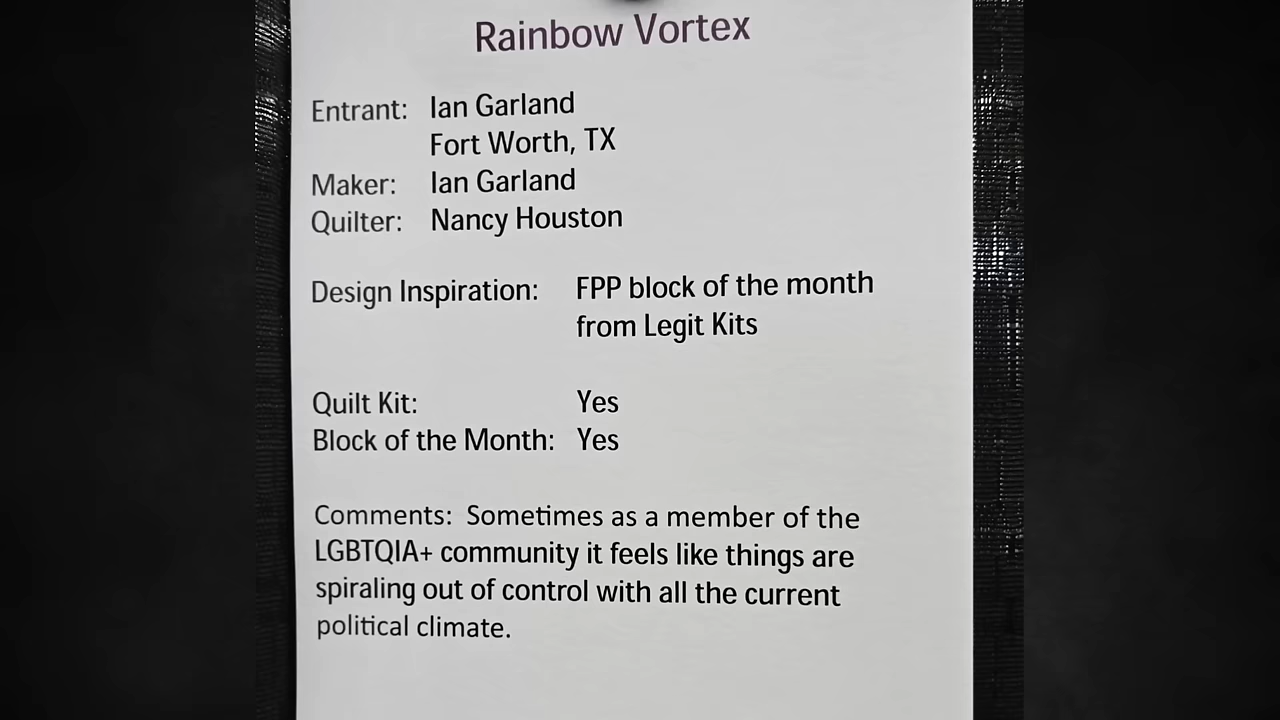 Rainbow Vortex
Entrant: Ian Garland
Fort Worth, TX
Maker: Ian Garland
Quilter: Nancy Houston
Design Inspiration: FPP block of the month
from Legit Kits
Quilt Kit: Yes
Block of the Month: Yes
Comments: Sometimes as a member of the
LGBTQIA+ community it feels like things are
spiraling out of control with all the current
political climate.